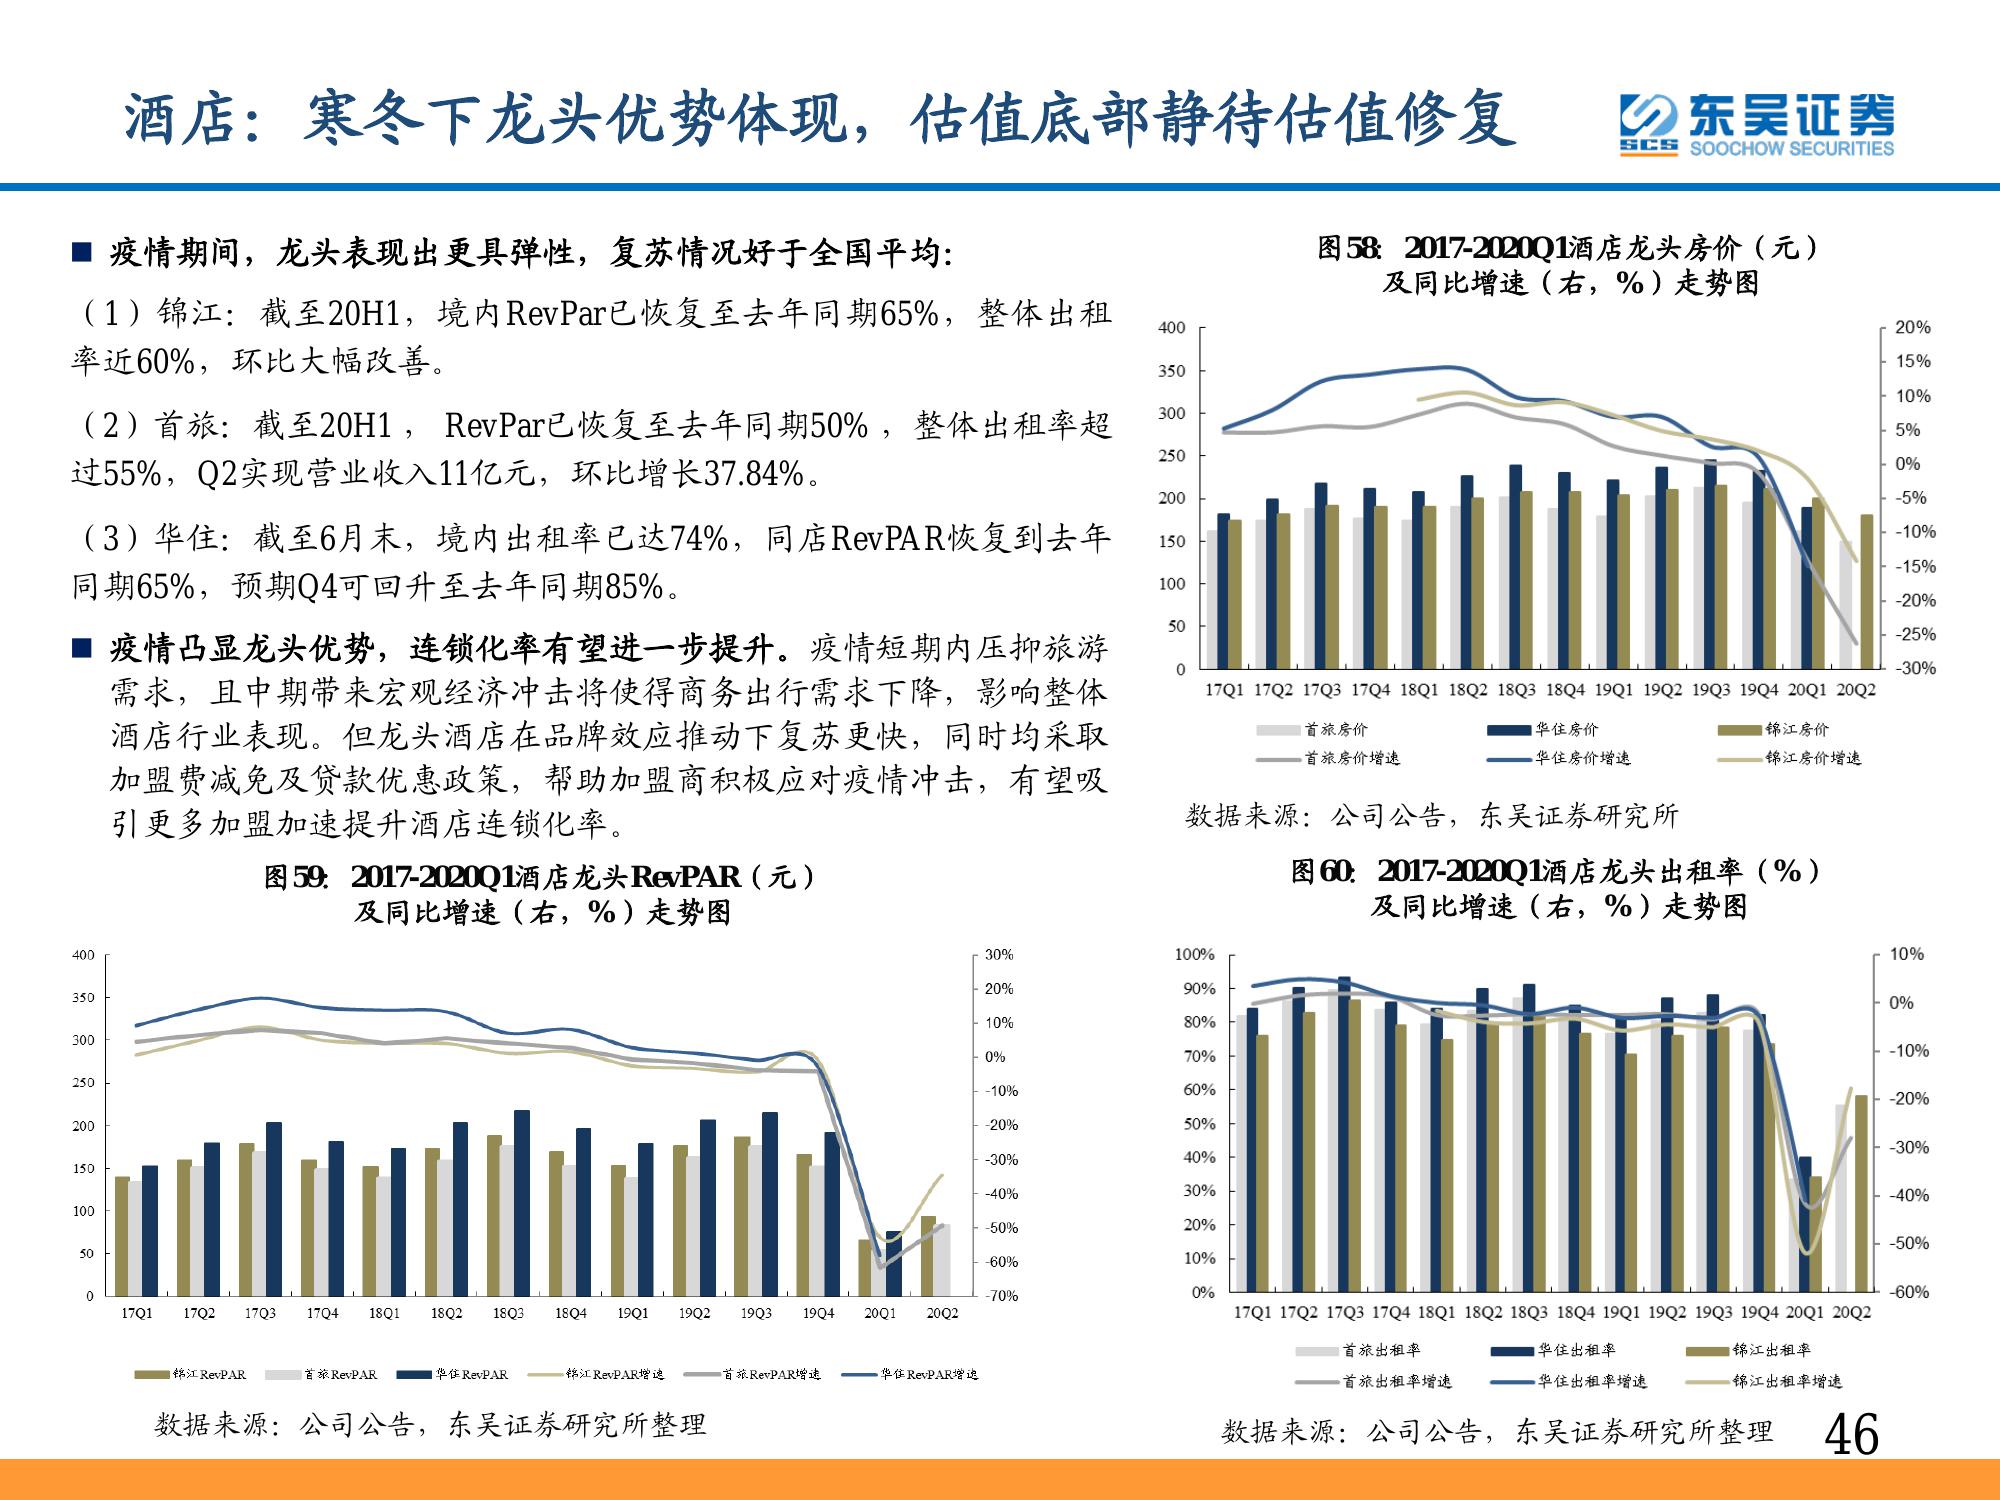 酒店：寒冬下龙头优势体现，估值底部静待估值修复
SCS
东吴证券
SOOCHOW SECURITIES
■ 疫情期间，龙头表现出更具弹性，复苏情况好于全国平均：
（1）锦江：截至20H1，境内RevPar已恢复至去年同期65%，整体出租
率近60%，环比大幅改善。
（2）首旅：截至20H1 ， RevPar已恢复至去年同期50% ，整体出租率超
过55%，Q2实现营业收入11亿元，环比增长37.84%。
（3）华住：截至6月末，境内出租率已达74%，同店RevPAR恢复到去年
同期65%，预期Q4可回升至去年同期85%。
■ 疫情凸显龙头优势，连锁化率有望进一步提升。疫情短期内压抑旅游
需求，且中期带来宏观经济冲击将使得商务出行需求下降，影响整体
酒店行业表现。但龙头酒店在品牌效应推动下复苏更快，同时均采取
加盟费减免及贷款优惠政策，帮助加盟商积极应对疫情冲击，有望吸
引更多加盟加速提升酒店连锁化率。
图58：2017-2020Q1酒店龙头房价（元）
及同比增速（右，%）走势图
400
350
300
250
200
150
100
50
0
20%
15%
10%
5%
0%
-5%
-10%
-15%
-20%
-25%
-30%
17Q1 17Q2 17Q3 17Q4 18Q1 18Q2 18Q3 18Q4 19Q1 19Q2 19Q3 19Q4 20Q1 20Q2
首旅房价 华住房价 锦江房价
首旅房价增速 华住房价增速 锦江房价增速
数据来源：公司公告，东吴证券研究所
图59：2017-2020Q1酒店龙头RevPAR（元）
及同比增速（右，%）走势图
400
350
300
250
200
150
100
50
0
30%
20%
10%
0%
-10%
-20%
-30%
-40%
-50%
-60%
-70%
17Q1 17Q2 17Q3 17Q4 18Q1 18Q2 18Q3 18Q4 19Q1 19Q2 19Q3 19Q4 20Q1 20Q2
锦江RevPAR 首旅RevPAR 华住RevPAR 锦江RevPAR增速 首旅RevPAR增速 华住RevPAR增速
数据来源：公司公告，东吴证券研究所整理
图60：2017-2020Q1酒店龙头出租率（%）
及同比增速（右，%）走势图
100%
90%
80%
70%
60%
50%
40%
30%
20%
10%
0%
10%
0%
-10%
-20%
-30%
-40%
-50%
-60%
17Q1 17Q2 17Q3 17Q4 18Q1 18Q2 18Q3 18Q4 19Q1 19Q2 19Q3 19Q4 20Q1 20Q2
首旅出租率 华住出租率 锦江出租率
首旅出租率增速 华住出租率增速 锦江出租率增速
数据来源：公司公告，东吴证券研究所整理
46